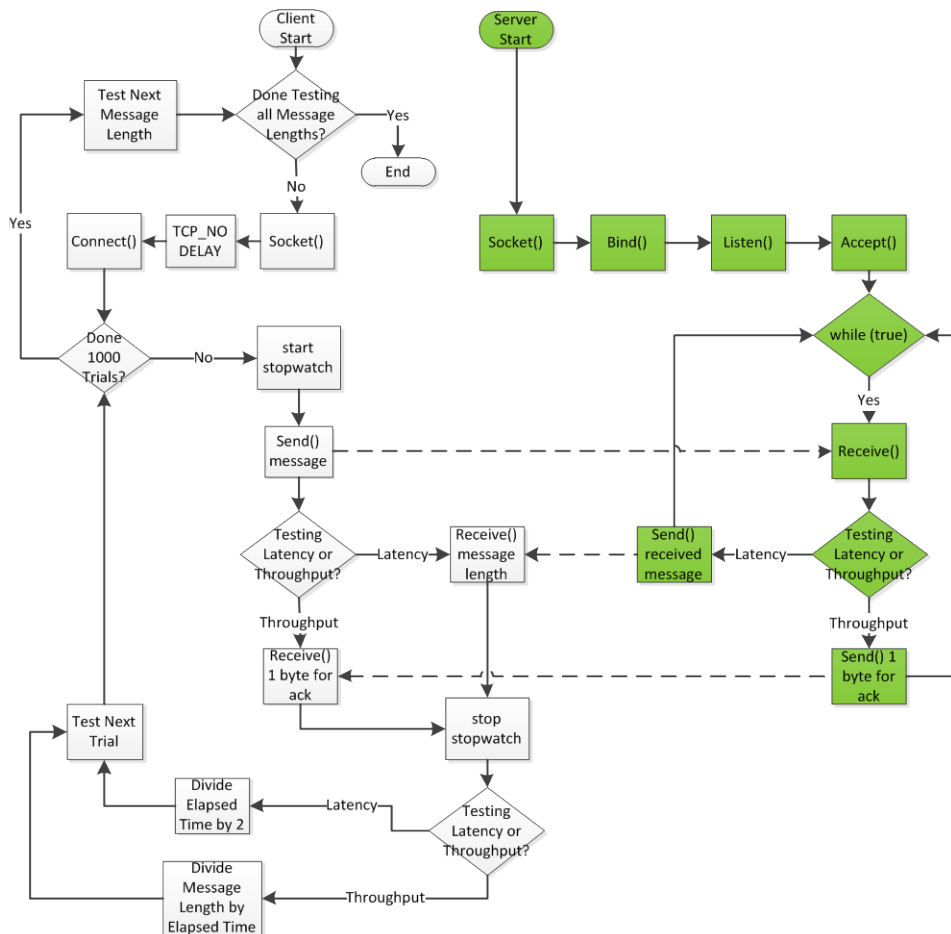 Client
Start
Server
Start
Test Next
Message
Length
Done Testing
all Message
Lengths?
Yes
End
No
Yes
Connect()
TCP_NO
DELAY
Socket()
Socket()
Bind()
Listen()
Accept()
Done
1000
Trials?
No
start
stopwatch
while (true)
Yes
Send()
message
Receive()
Testing
Latency or
Throughput?
Latency
Receive()
message
length
Send()
received
message
Latency
Testing
Latency or
Throughput?
Throughput
Throughput
Receive()
1 byte for
ack
Send() 1
byte for
ack
Test Next
Trial
stop
stopwatch
Divide
Elapsed
Time by 2
Latency
Testing
Latency or
Throughput?
Divide
Message
Length by
Elapsed Time
Throughput